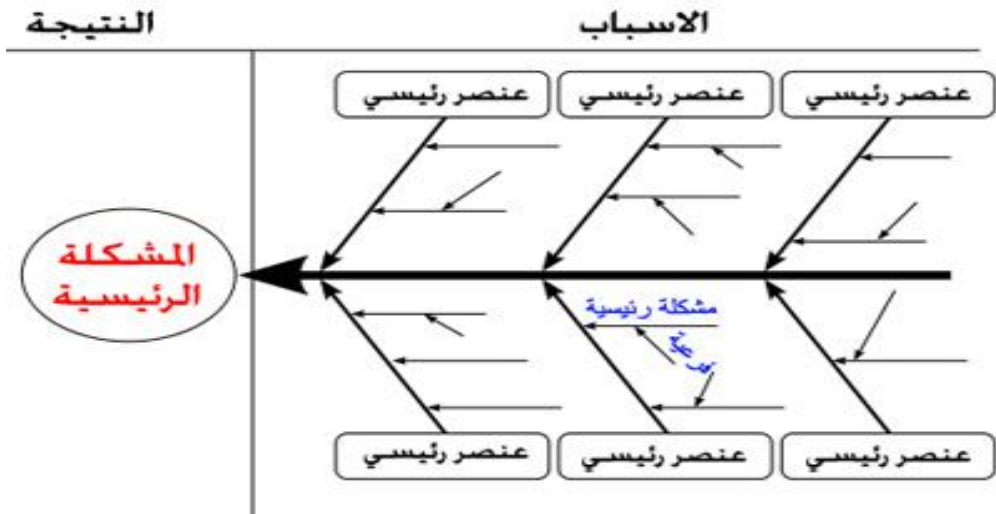 الاسباب
النتيجة
عنصر رئيسي
عنصر رئيسي
عنصر رئيسي
المشكلة
الرئيسية
مشكلة رئيسية
فرعية
عنصر رئيسي
عنصر رئيسي
عنصر رئيسي